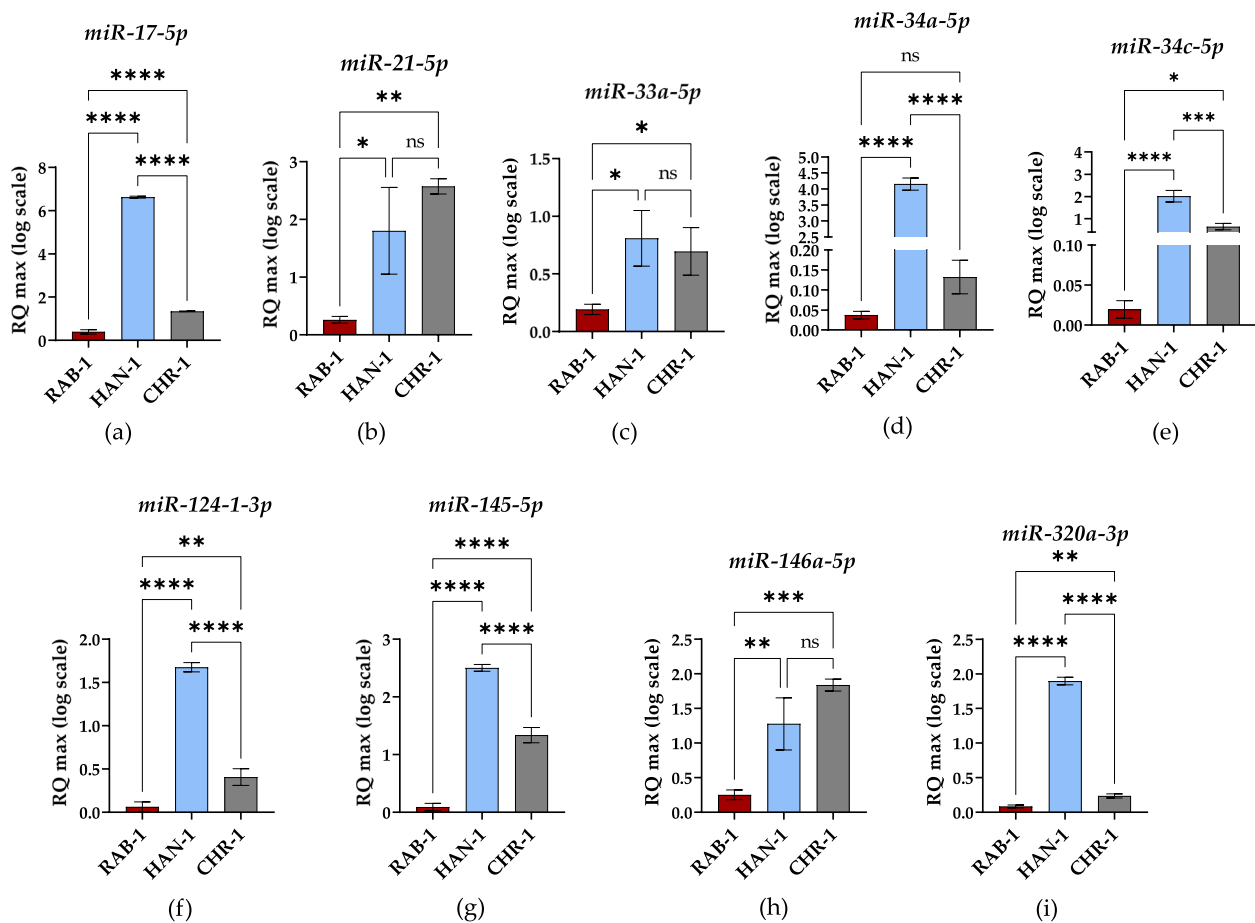 miR-17-5p
****
****
****
RQ max (log scale)
8
6
4
2
0
RAB-1
HAN-1
CHR-1
(a)
miR-21-5p
**
*
ns
RQ max (log scale)
3
2
1
0
RAB-1
HAN-1
CHR-1
(b)
miR-33a-5p
*
*
ns
RQ max (log scale)
1.5
1.0
0.5
0.0
RAB-1
HAN-1
CHR-1
(c)
miR-34a-5p
ns
****
****
RQ max (log scale)
5.0
4.5
4.0
3.5
3.0
2.5
0.15
0.10
0.05
0.00
RAB-1
HAN-1
CHR-1
(d)
miR-34c-5p
*
***
****
RQ max (log scale)
4
3
2
1
0.10
0.05
0.00
RAB-1
HAN-1
CHR-1
(e)
miR-124-1-3p
**
****
****
RQ max (log scale)
2.0
1.5
1.0
0.5
0.0
RAB-1
HAN-1
CHR-1
(f)
miR-145-5p
****
****
****
RQ max (log scale)
3
2
1
0
RAB-1
HAN-1
CHR-1
(g)
miR-146a-5p
***
**
ns
RQ max (log scale)
2.5
2.0
1.5
1.0
0.5
0.0
RAB-1
HAN-1
CHR-1
(h)
miR-320a-3p
**
****
****
RQ max (log scale)
2.5
2.0
1.5
1.0
0.5
0.0
RAB-1
HAN-1
CHR-1
(i)